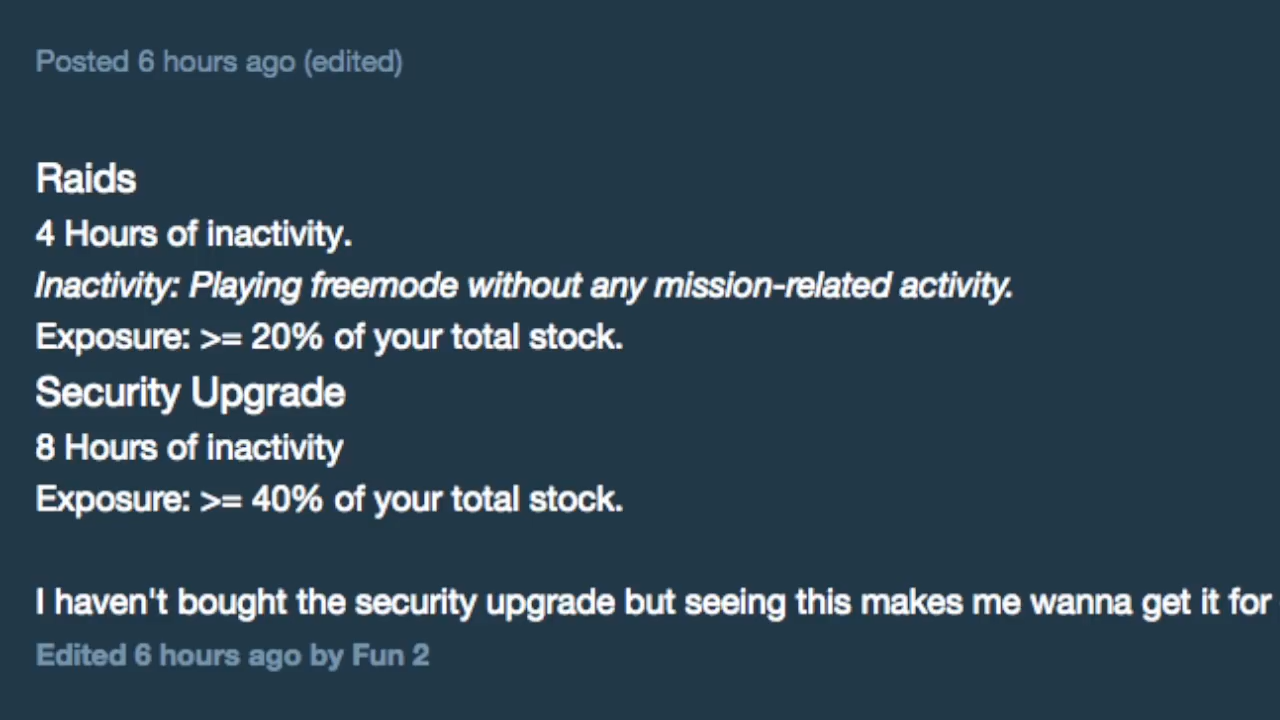 Posted 6 hours ago (edited)
Raids
4 Hours of inactivity.
Inactivity: Playing freemode without any mission-related activity.
Exposure: >= 20% of your total stock.
Security Upgrade
8 Hours of inactivity
Exposure: >= 40% of your total stock.
I haven't bought the security upgrade but seeing this makes me wanna get it for
Edited 6 hours ago by Fun 2